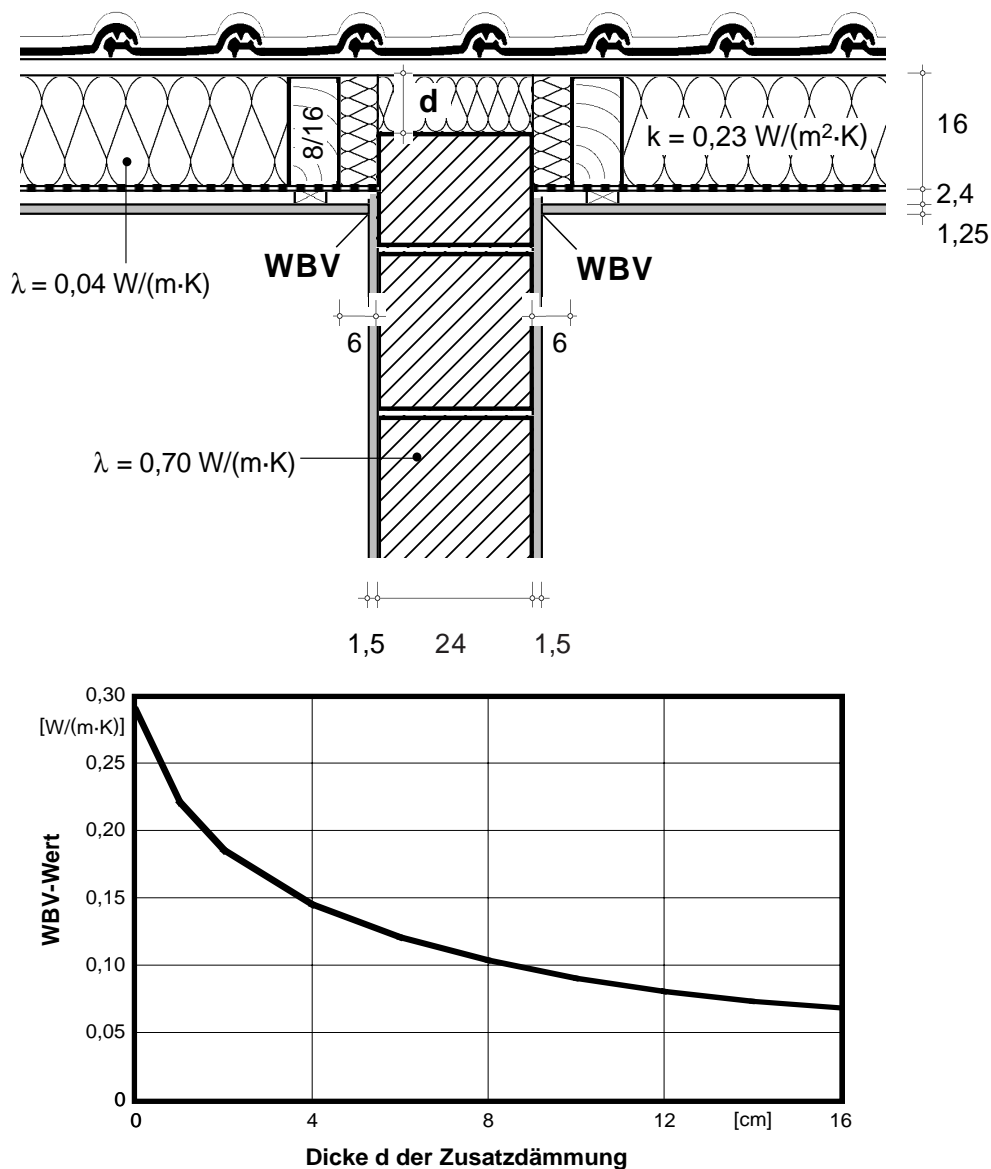 d
8/16
k = 0,23 W/(m²·K)
16
2,4
1,25
WBV
WBV
λ = 0,04 W/(m·K)
6
6
λ = 0,70 W/(m·K)
1,5
24
1,5
0,30
[W/(m·K)]
0,25
0,20
0,15
0,10
0,05
0
WBV-Wert
0
4
8
12
[cm]
16
Dicke d der Zusatzdämmung